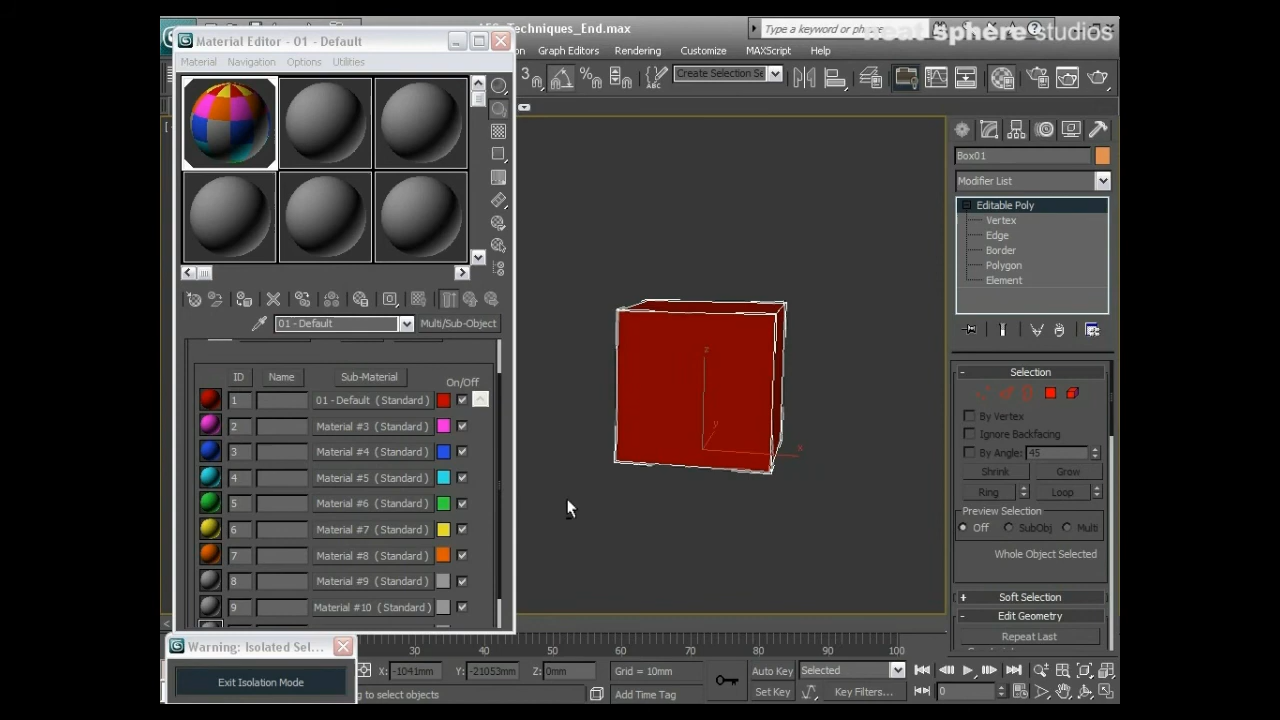 Techniques_End.max
Type a keyword or phrase
sphere studios
Material Editor - 01 - Default
Material Navigation Options Utilities
Graph Editors Rendering Customize MAXScript Help
3
Create Selection Se
ABC
Box01
Modifier List
Editable Poly
Vertex
Edge
Border
Polygon
Element
01 - Default
Multi/Sub-Object
ID Name Sub-Material On/Off
1 01 - Default (Standard)
2 Material #3 (Standard)
3 Material #4 (Standard)
4 Material #5 (Standard)
5 Material #6 (Standard)
6 Material #7 (Standard)
7 Material #8 (Standard)
8 Material #9 (Standard)
9 Material #10 (Standard)
z
y
x
Selection
By Vertex
Ignore Backfacing
By Angle: 45
Shrink Grow
Ring Loop
Preview Selection
Off SubObj Multi
Whole Object Selected
Soft Selection
Edit Geometry
Repeat Last
Warning: Isolated Sel...
Exit Isolation Mode
30 40 50 60 70 80 90 100
X: -1041mm Y: -21053mm Z: 0mm Grid = 10mm
Auto Key Selected
to select objects Add Time Tag
Set Key Key Filters... 0